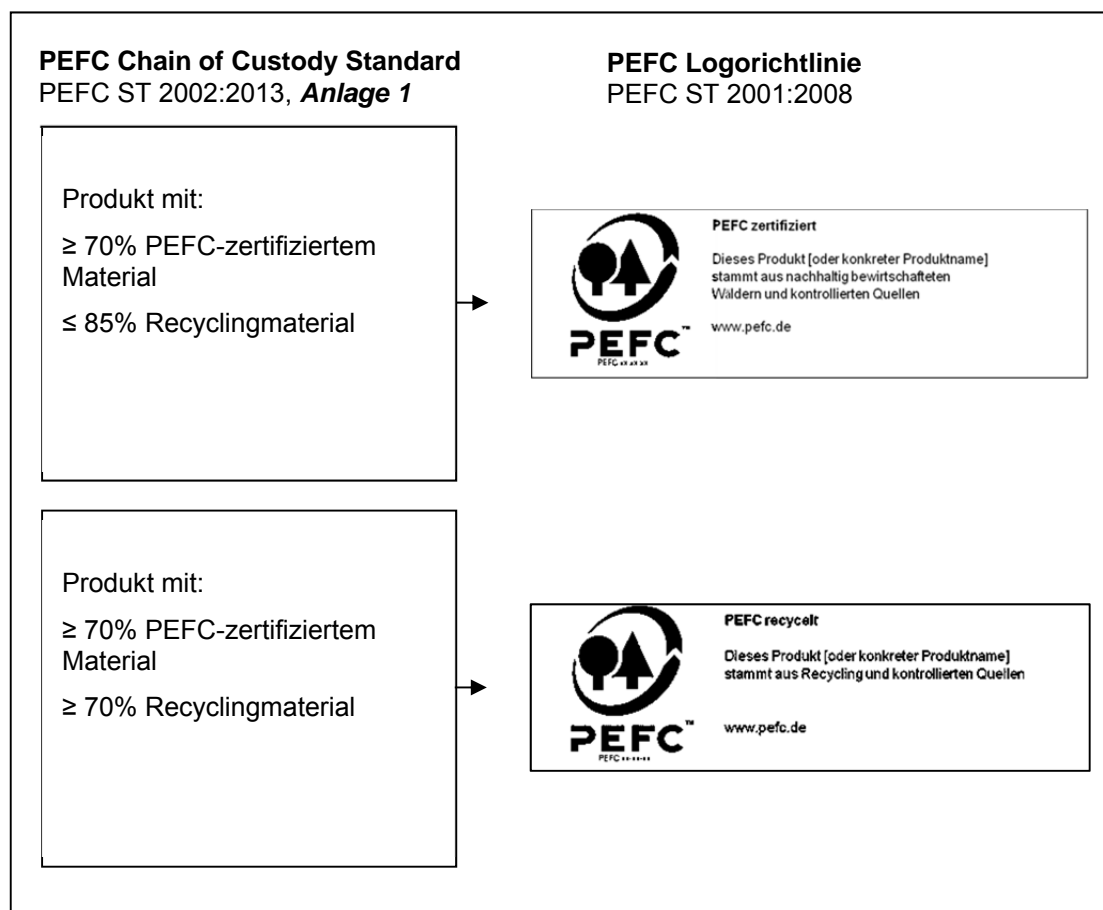 PEFC Chain of Custody Standard
PEFC ST 2002:2013, Anlage 1
PEFC Logorichtlinie
PEFC ST 2001:2008
Produkt mit:
≥ 70% PEFC-zertifiziertem
Material
≤ 85% Recyclingmaterial
PEFC zertifiziert
Dieses Produkt [oder konkreter Produktname]
stammt aus nachhaltig bewirtschafteten
Wäldern und kontrollierten Quellen
www.pefc.de
PEFC™
PEFC
Produkt mit:
≥ 70% PEFC-zertifiziertem
Material
≥ 70% Recyclingmaterial
PEFC recycelt
Dieses Produkt [oder konkreter Produktname]
stammt aus Recycling und kontrollierten Quellen
www.pefc.de
PEFC™
PEFC